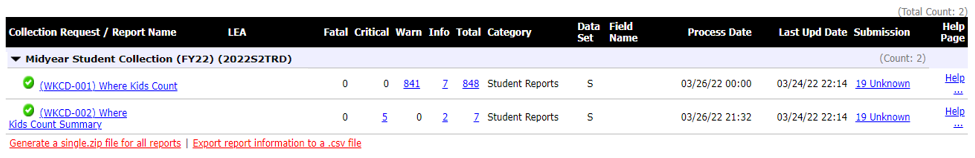 (Total Count: 2)
Collection Request / Report Name LEA Fatal Critical Warn Info Total Category Data Set Field Name Process Date Last Upd Date Submission Help Page
Midyear Student Collection (FY22) (2022S2TRD) (Count: 2)
(WKCD-001) Where Kids Count 0 0 841 7 848 Student Reports S 03/26/22 00:00 03/24/22 22:14 19 Unknown Help ...
(WKCD-002) Where
Kids Count Summary 0 5 0 2 7 Student Reports S 03/26/22 21:32 03/24/22 22:14 19 Unknown Help ...
Generate a single.zip file for all reports | Export report information to a .csv file